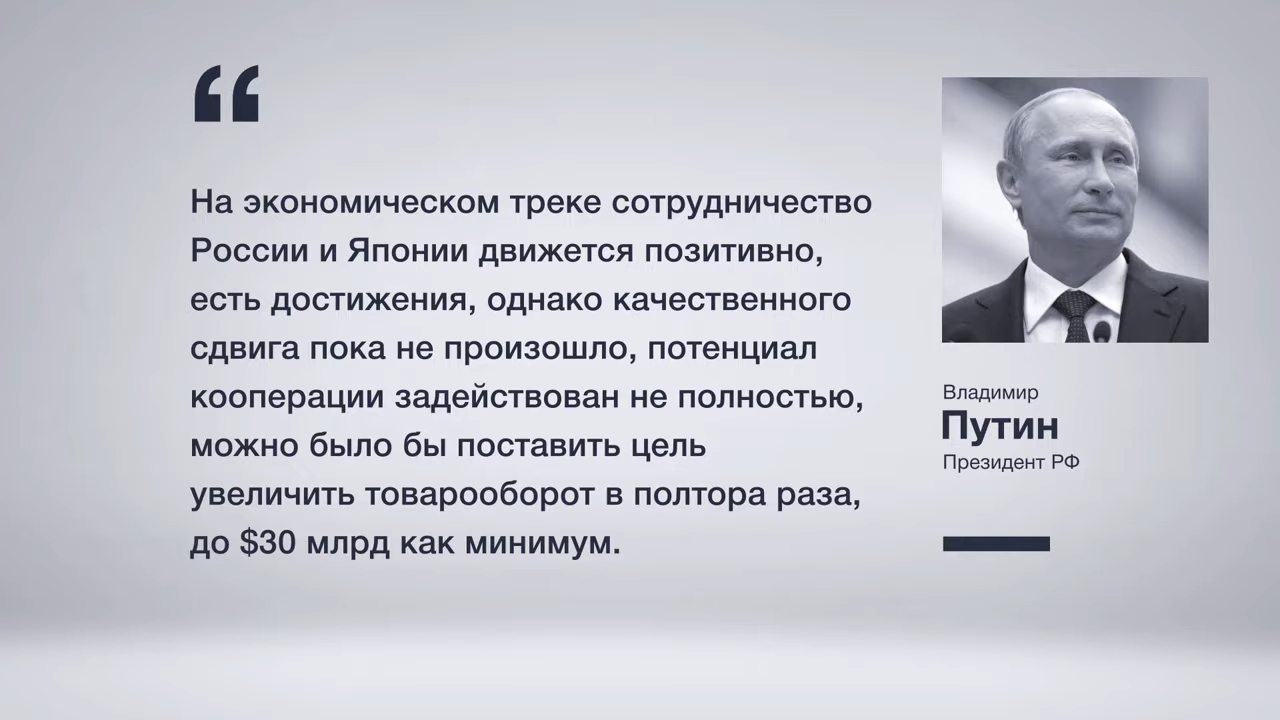 “
На экономическом треке сотрудничество
России и Японии движется позитивно,
есть достижения, однако качественного
сдвига пока не произошло, потенциал
кооперации задействован не полностью,
можно было бы поставить цель
увеличить товарооборот в полтора раза,
до $30 млрд как минимум.
Владимир
Путин
Президент РФ